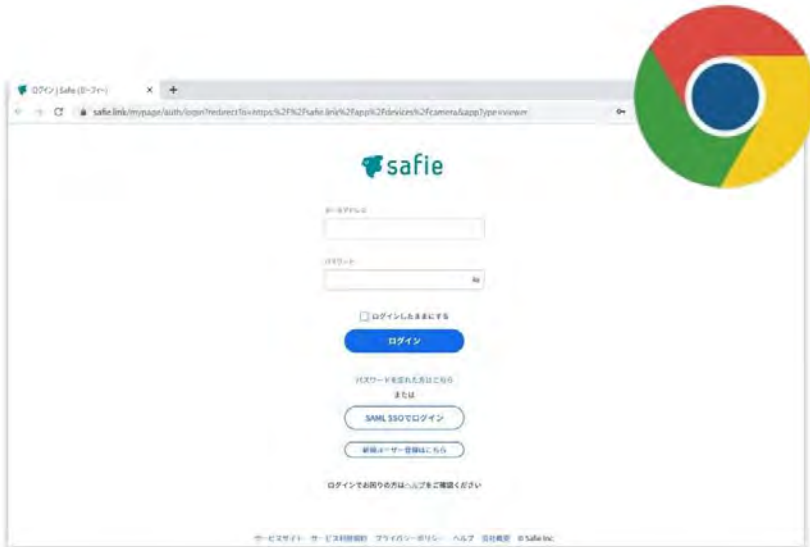 ログイン | Safie (セーフィー)
safie.link/mypage/auth/login?redirectTo=https:%2F%2Fsafie.link%2Fapp%2Fdevices%2Fcamera&appType=viewer
safie
メールアドレス
パスワード
ログインしたままにする
ログイン
パスワードを忘れた方はこちら
または
SAML SSOでログイン
新規ユーザー登録はこちら
ログインでお困りの方はヘルプをご確認ください
サービスサイト サービス利用規約 プライバシーポリシー ヘルプ 会社概要 © Safie Inc.